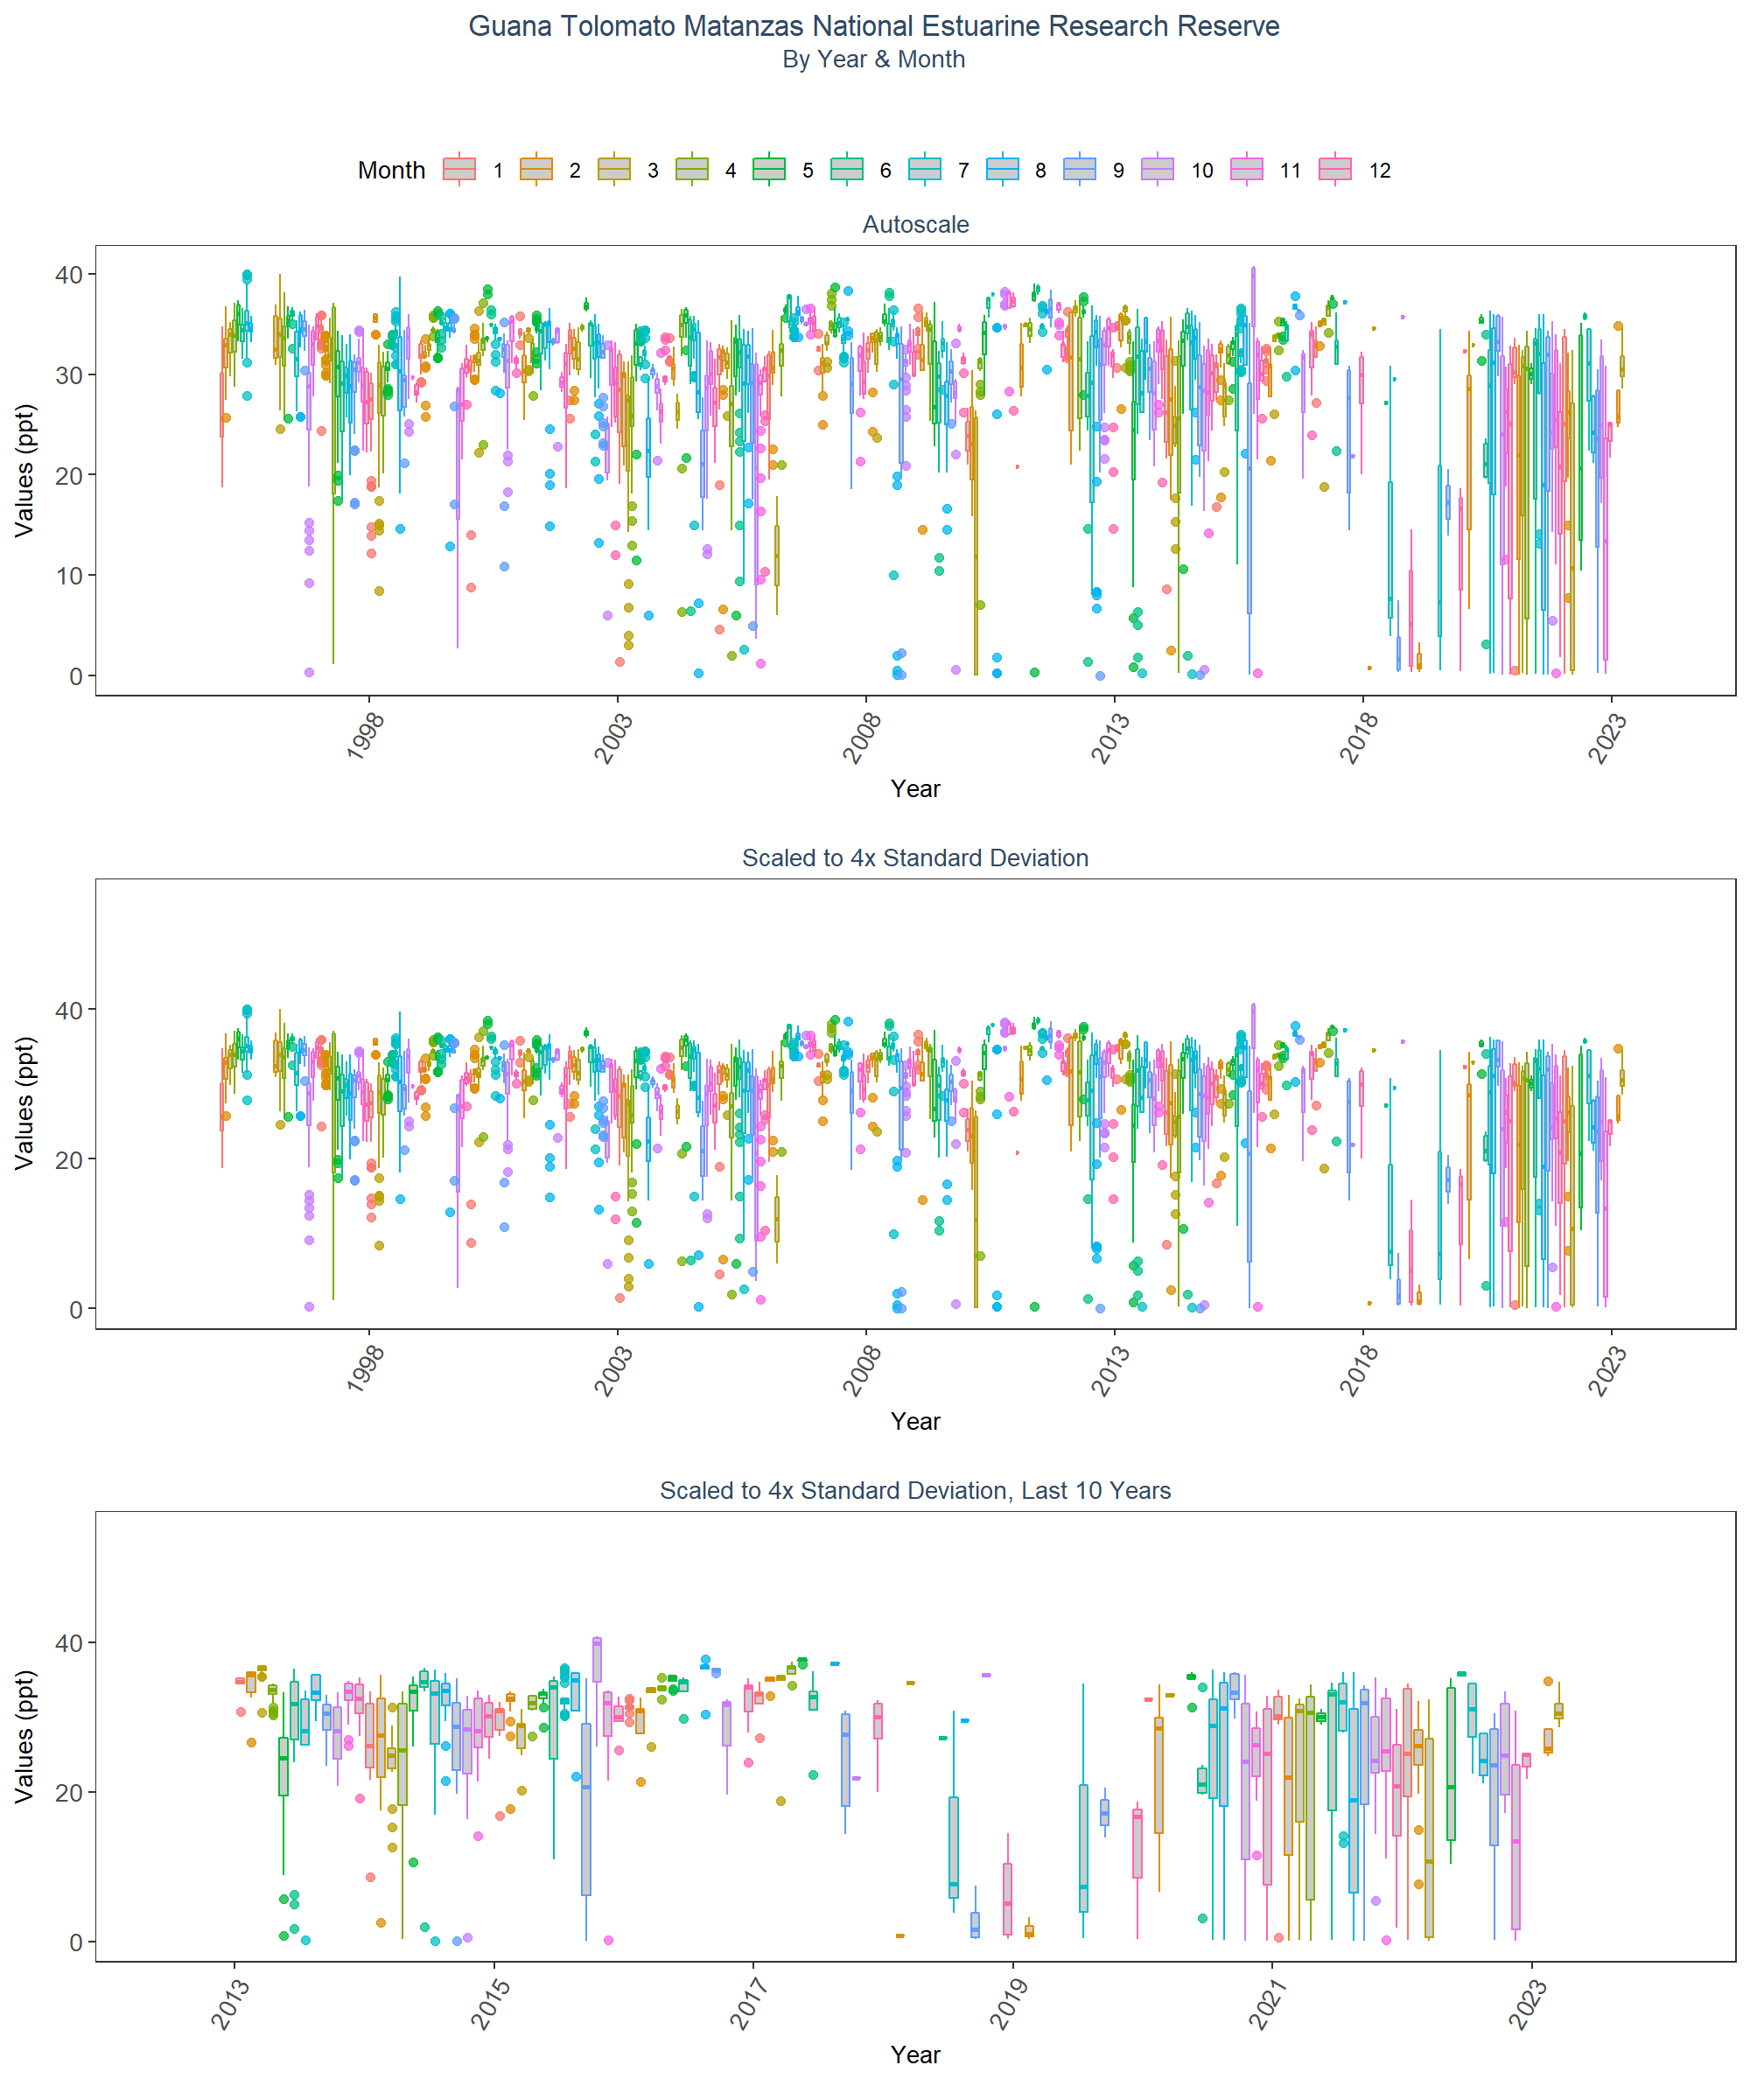 Guana Tolomato Matanzas National Estuarine Research Reserve
By Year & Month
Month 1 2 3 4 5 6 7 8 9 10 11 12
Autoscale
Values (ppt)
40
30
20
10
0
1998 2003 2008 2013 2018 2023
Year
Scaled to 4x Standard Deviation
Values (ppt)
40
20
0
1998 2003 2008 2013 2018 2023
Year
Scaled to 4x Standard Deviation, Last 10 Years
Values (ppt)
40
20
0
2013 2015 2017 2019 2021 2023
Year